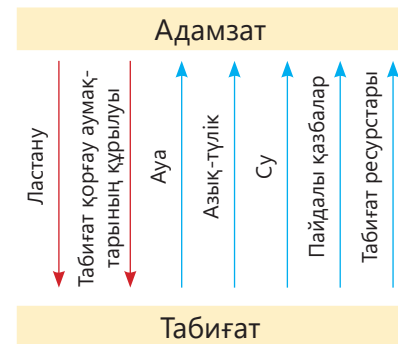 Адамзат
Ластану
Табиғат қорғау аумақ-
тарының құрылуы
Ауа
Азық-түлік
Су
Пайдалы қазбалар
Табиғат ресурстары
Табиғат